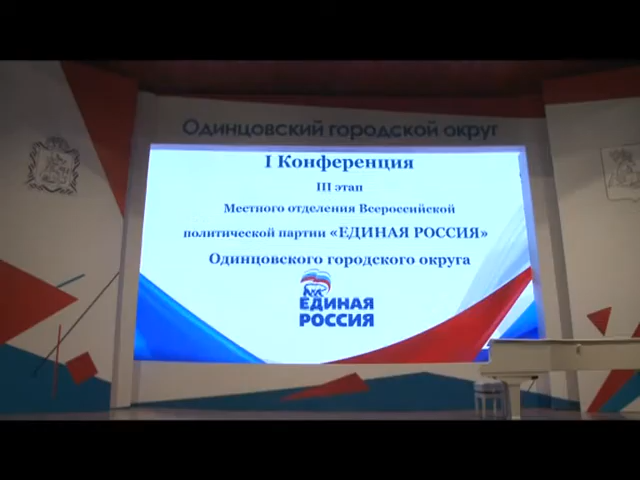 Одинцовский городской округ
I Конференция
III этап
Местного отделения Всероссийской
политической партии «ЕДИНАЯ РОССИЯ»
Одинцовского городского округа
ЕДИНАЯ
РОССИЯ